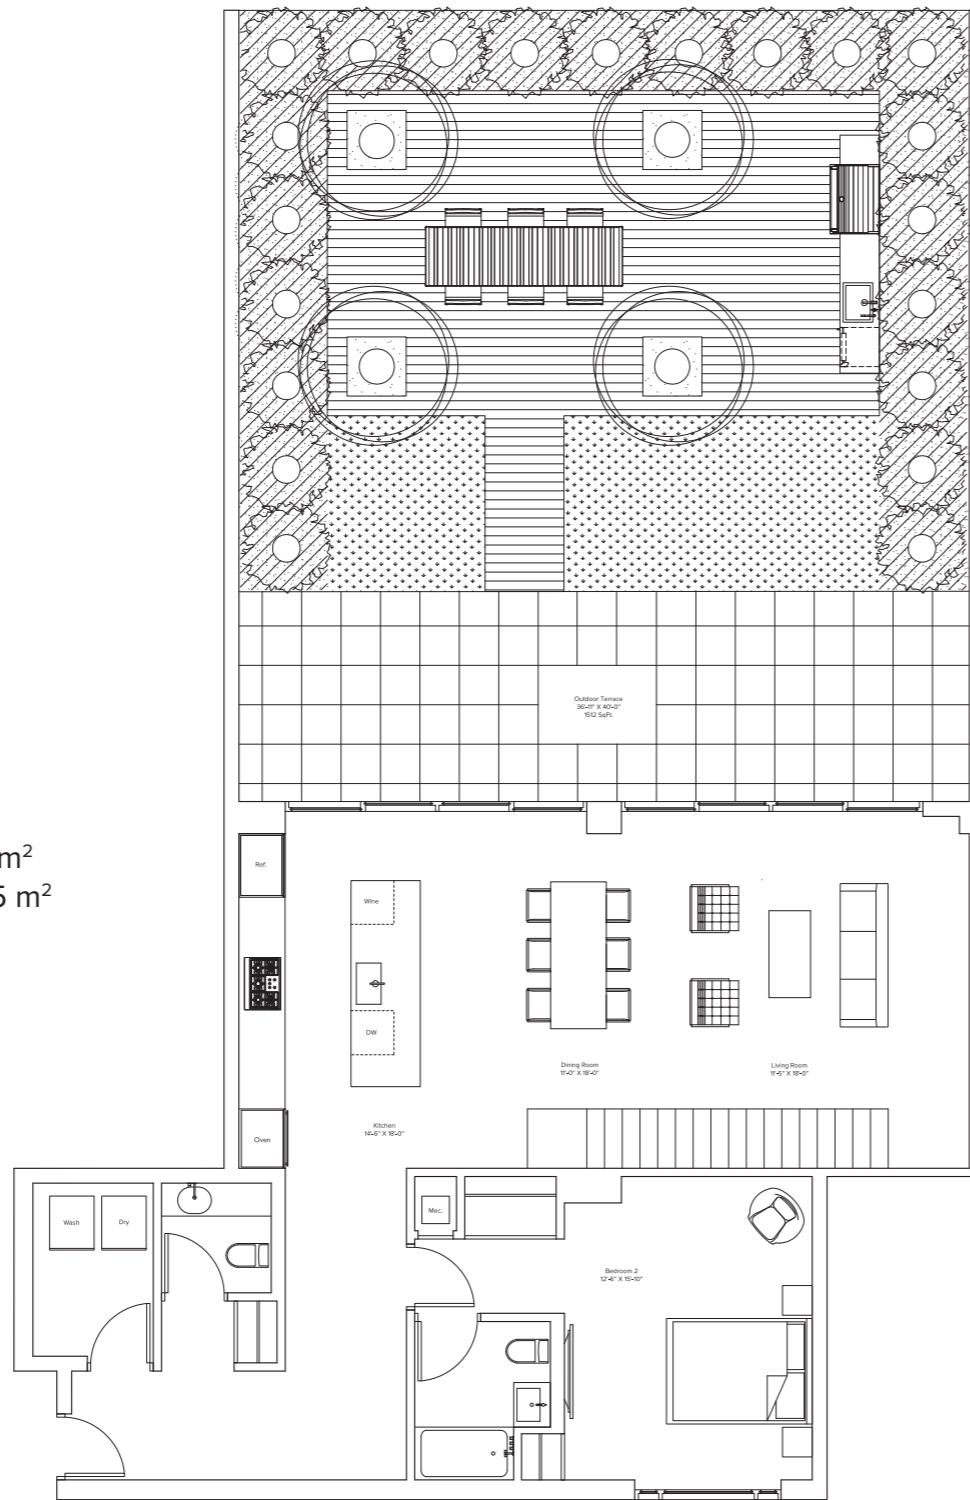 Outdoor Terrace
36'-11" X 40'-0"
1512 SqFt.
m²
5 m²
Ref.
Wine
DW
Dining Room
11'-0" X 18'-0"
Living Room
11'-5" X 18'-0"
Kitchen
14'-6" X 18'-0"
Oven
Wash
Dry
Mec.
Bedroom 2
12'-6" X 15'-10"